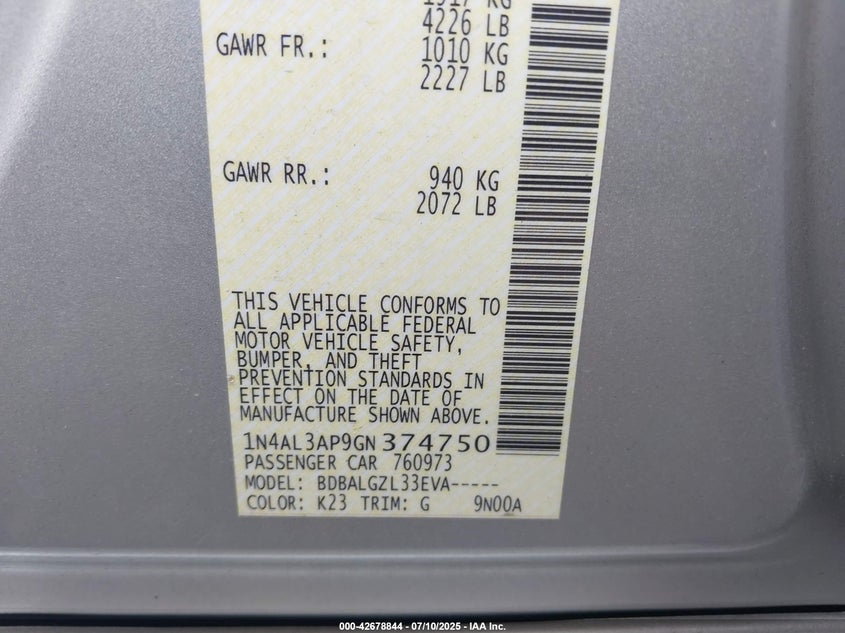 1917 KG
4226 LB
GAWR FR.: 1010 KG
2227 LB
GAWR RR.: 940 KG
2072 LB
THIS VEHICLE CONFORMS TO
ALL APPLICABLE FEDERAL
MOTOR VEHICLE SAFETY,
BUMPER, AND THEFT
PREVENTION STANDARDS IN
EFFECT ON THE DATE OF
MANUFACTURE SHOWN ABOVE.
1N4AL3AP9GN374750
PASSENGER CAR 760973
MODEL: BDBALGZL33EVA-----
COLOR: K23 TRIM: G 9N00A
000-42678844 - 07/10/2025 - IAA Inc.